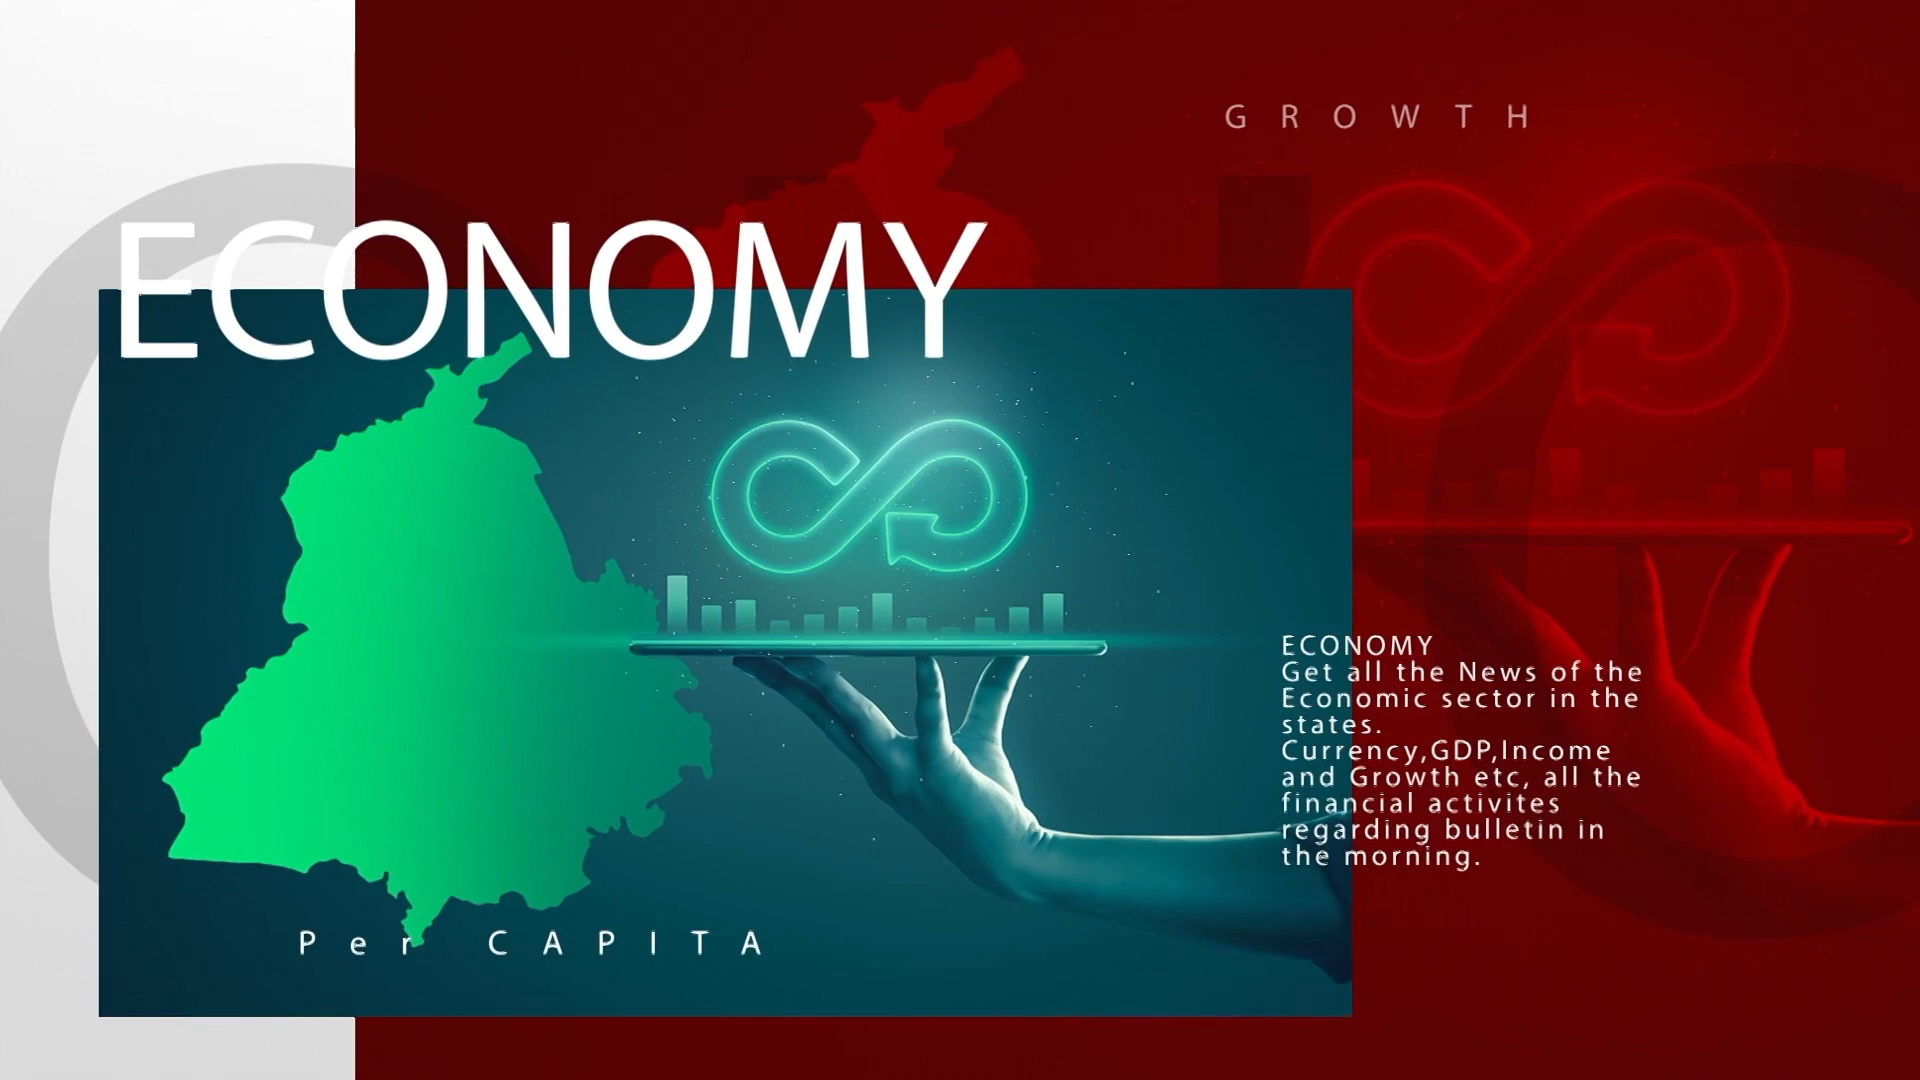 G R O W T H
ECONOMY
ECONOMY
Get all the News of the
Economic sector in the
states.
Currency,GDP,Income
and Growth etc, all the
financial activites
regarding bulletin in
the morning.
Per CAPITA